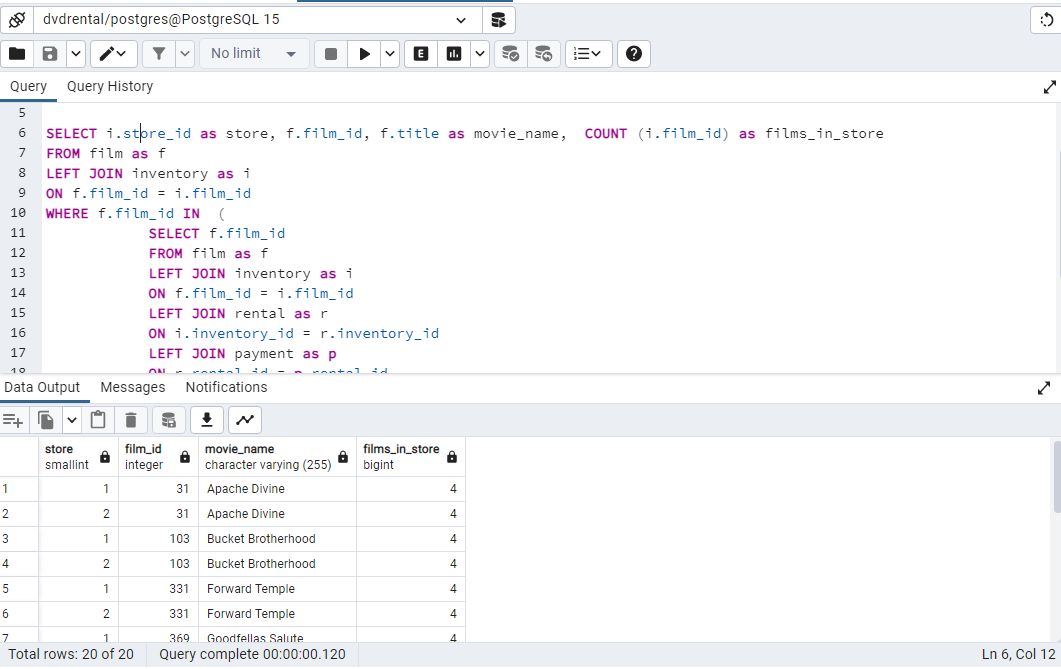 dvdrental/postgres@PostgreSQL 15
No limit
E
Query Query History
5
6 SELECT i.store_id as store, f.film_id, f.title as movie_name, COUNT (i.film_id) as films_in_store
7 FROM film as f
8 LEFT JOIN inventory as i
9 ON f.film_id = i.film_id
10 WHERE f.film_id IN (
11 SELECT f.film_id
12 FROM film as f
13 LEFT JOIN inventory as i
14 ON f.film_id = i.film_id
15 LEFT JOIN rental as r
16 ON i.inventory_id = r.inventory_id
17 LEFT JOIN payment as p
18 ON r.rental_id = p.rental_id
Data Output Messages Notifications
store film_id movie_name films_in_store
smallint integer character varying (255) bigint
1 1 31 Apache Divine 4
2 2 31 Apache Divine 4
3 1 103 Bucket Brotherhood 4
4 2 103 Bucket Brotherhood 4
5 1 331 Forward Temple 4
6 2 331 Forward Temple 4
7 1 369 Goodfellas Salute 4
Total rows: 20 of 20 Query complete 00:00:00.120 Ln 6, Col 12